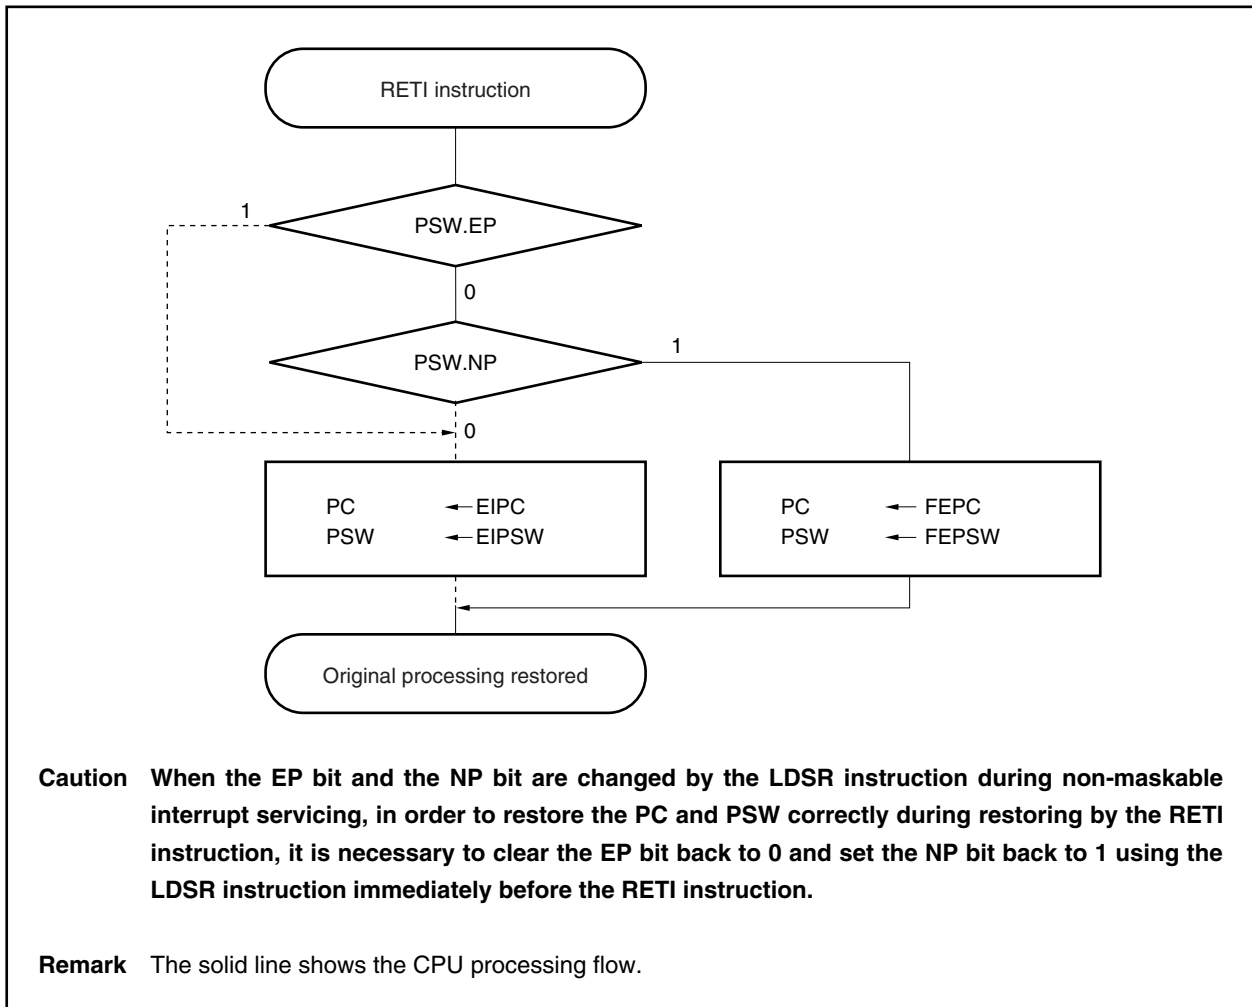 RETI instruction
1
PSW.EP
0
PSW.NP
1
0
PC ← EIPC
PSW ← EIPSW
PC ← FEPC
PSW ← FEPSW
Original processing restored
Caution When the EP bit and the NP bit are changed by the LDSR instruction during non-maskable
interrupt servicing, in order to restore the PC and PSW correctly during restoring by the RETI
instruction, it is necessary to clear the EP bit back to 0 and set the NP bit back to 1 using the
LDSR instruction immediately before the RETI instruction.
Remark The solid line shows the CPU processing flow.